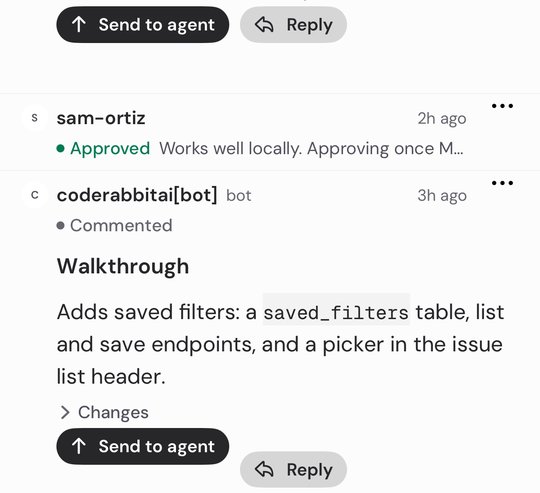 Send to agent Reply
S sam-ortiz 2h ago
Approved Works well locally. Approving once M...
C coderabbitai[bot] bot 3h ago
Commented
Walkthrough
Adds saved filters: a saved_filters table, list
and save endpoints, and a picker in the issue
list header.
Changes
Send to agent
Reply